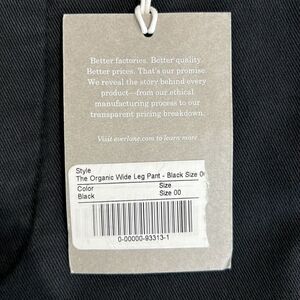 Better factories. Better quality.
Better prices. That's our promise.
We reveal the story behind every
product—from our ethical
manufacturing process to our
transparent pricing breakdown.
Visit everlane.com to learn more
Style
The Organic Wide Leg Pant - Black Size 00
Color Size
Black Size 00
0-00000-93313-1